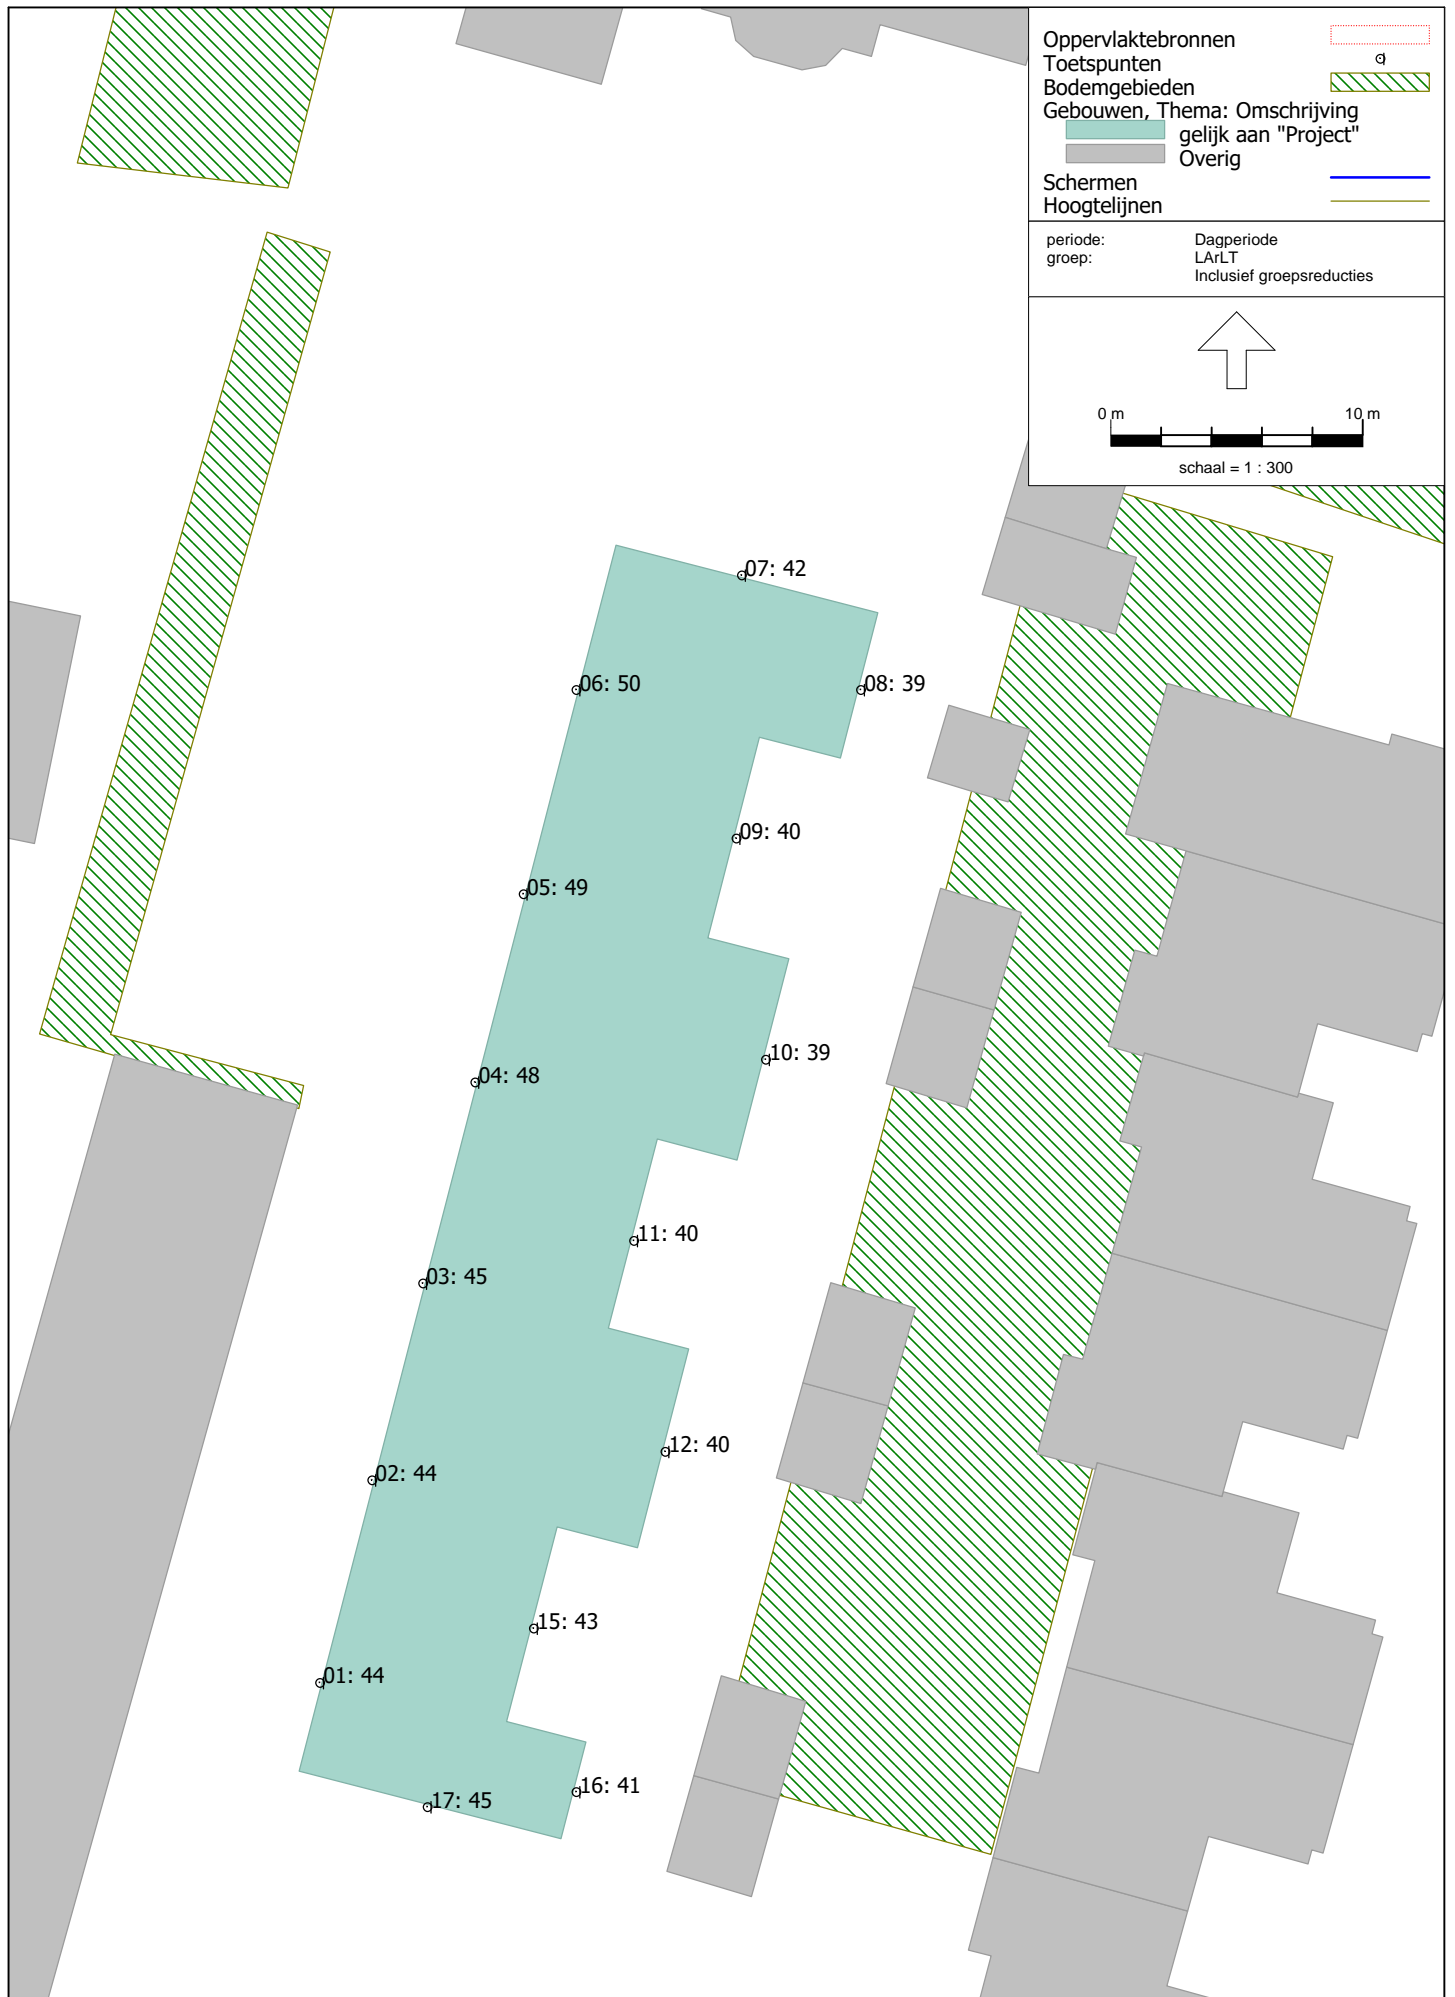 Oppervlaktebronnen
Toetspunten
Bodemgebieden
Gebouwen, Thema: Omschrijving
gelijk aan "Project"
Overig
Schermen
Hoogtelijnen
periode: Dagperiode
groep: LArLT
Inclusief groepsreducties
0 m 10 m
schaal = 1 : 300
07: 42
06: 50
08: 39
09: 40
05: 49
10: 39
04: 48
11: 40
03: 45
12: 40
02: 44
15: 43
01: 44
16: 41
17: 45